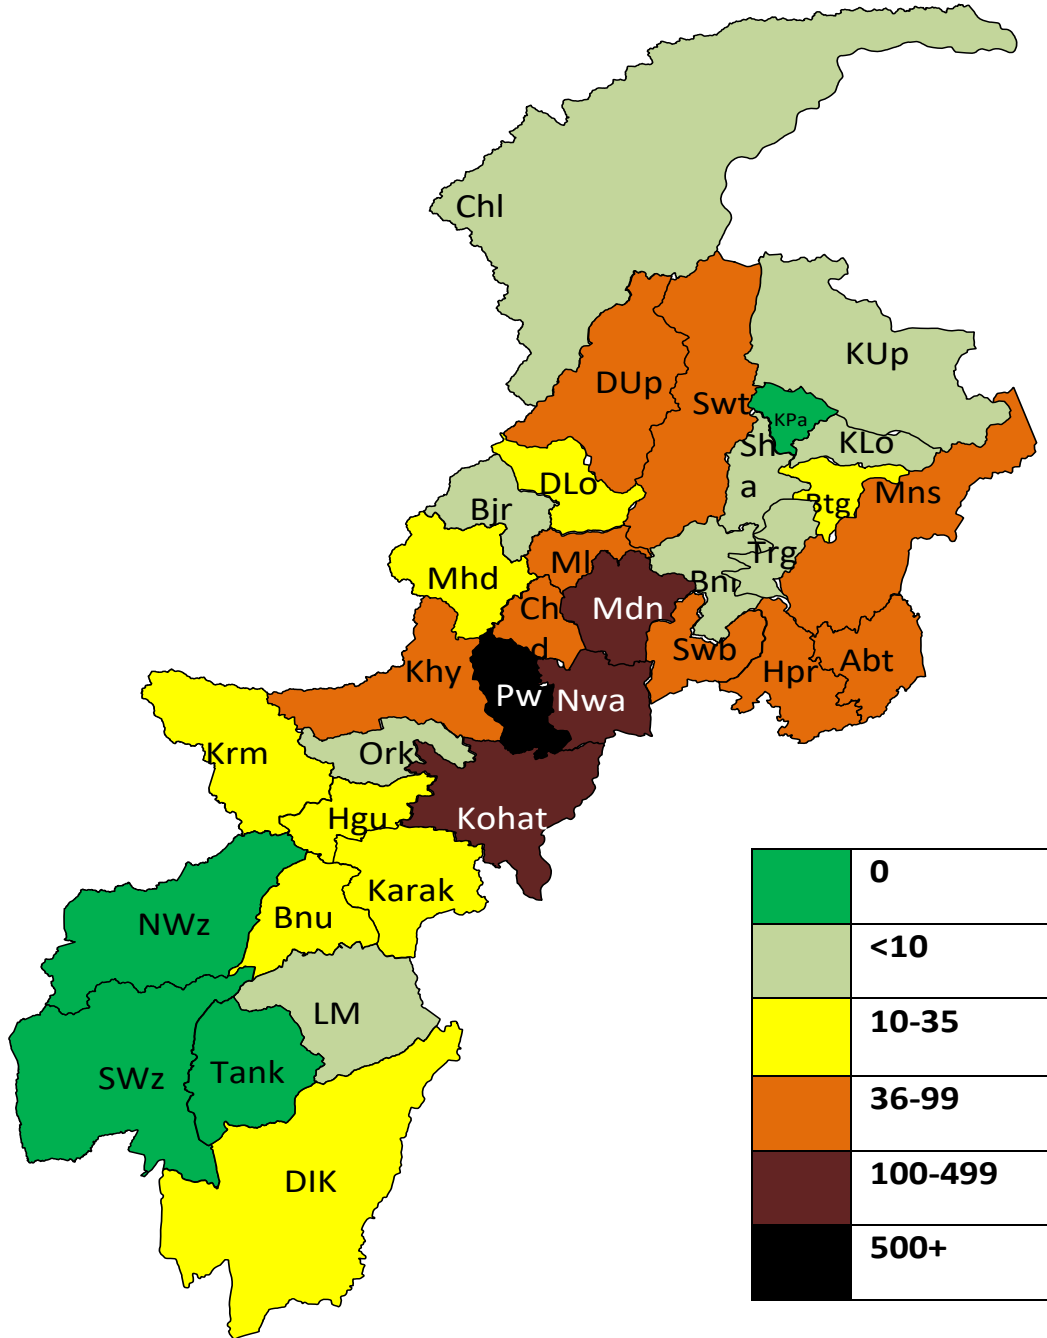 Chl
KUp
DUp
Swt
KPa
Sh
a
KLo
DLo
Btg
Mns
Bjr
Trg
Ml
Mhd
Bni
Ch
d
Mdn
Swb
Hpr
Abt
Khy
Pw
Nwa
Krm
Ork
Hgu
Kohat
Karak
Bnu
NWz
LM
SWz
Tank
DIK
0
<10
10-35
36-99
100-499
500+